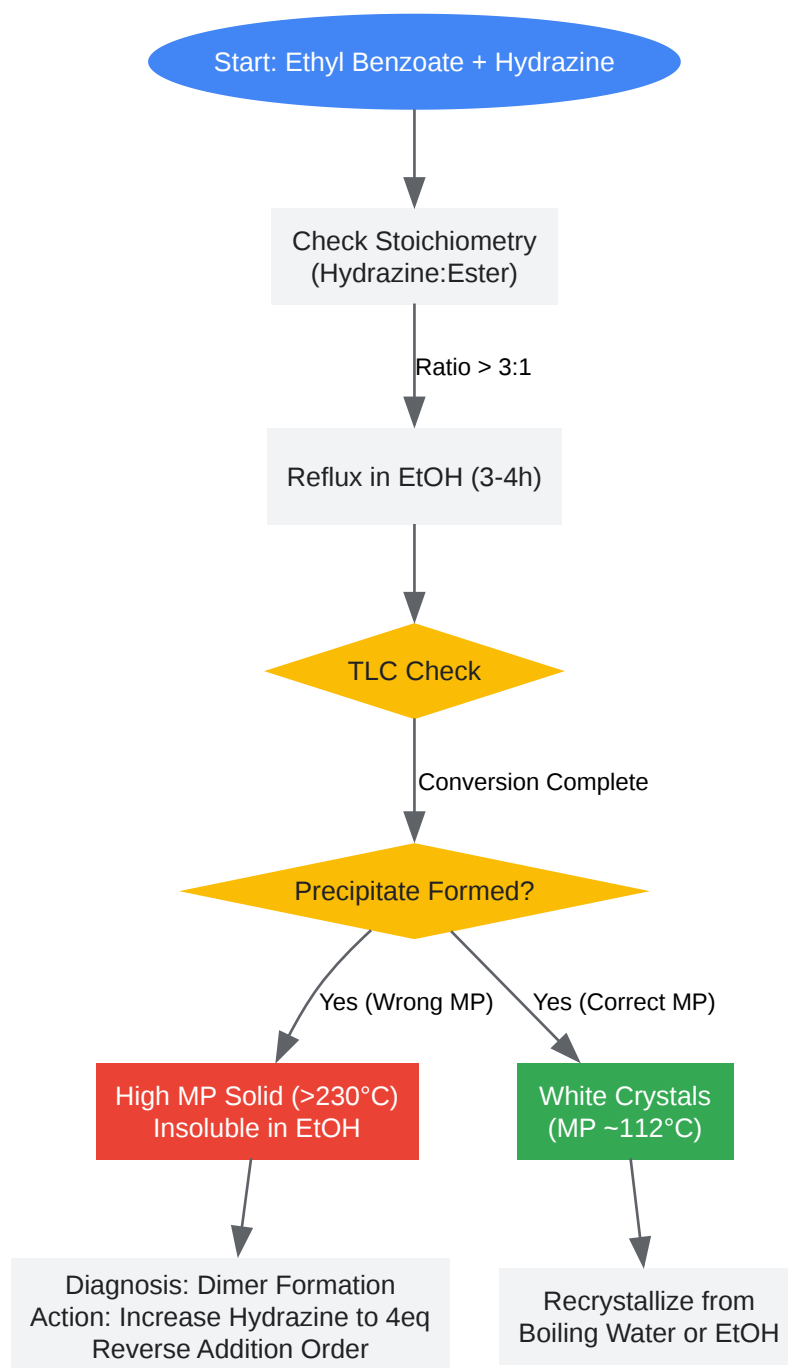 Start: Ethyl Benzoate + Hydrazine
Check Stoichiometry
(Hydrazine:Ester)
Ratio > 3:1
Reflux in EtOH (3-4h)
TLC Check
Conversion Complete
Precipitate Formed?
Yes (Wrong MP)
Yes (Correct MP)
High MP Solid (>230°C)
Insoluble in EtOH
White Crystals
(MP ~112°C)
Diagnosis: Dimer Formation
Action: Increase Hydrazine to 4eq
Reverse Addition Order
Recrystallize from
Boiling Water or EtOH